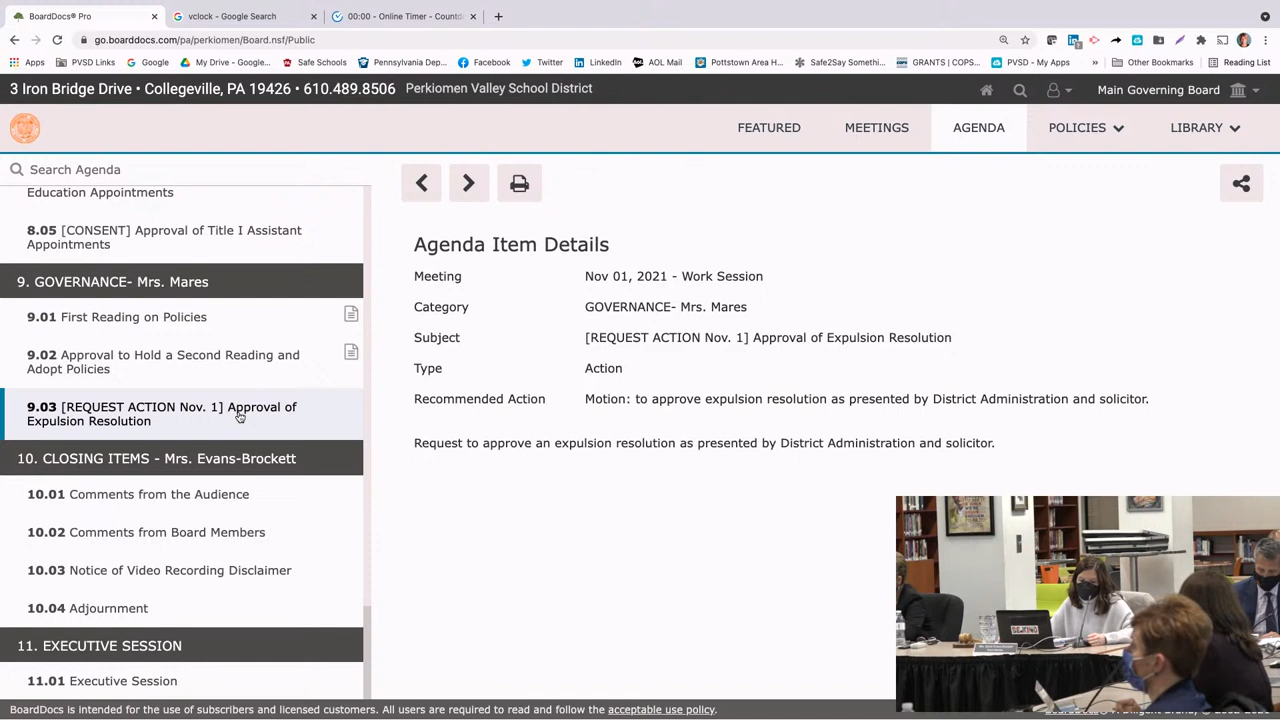 BoardDocs® Pro
vclock - Google Search
00:00 - Online Timer - Countd
go.boarddocs.com/pa/perkiomen/Board.nsf/Public
Apps PVSD Links Google My Drive - Google... Safe Schools Pennsylvania Dep... Facebook Twitter LinkedIn AOL Mail Pottstown Area H... Safe2Say Somethi... GRANTS | COPS... PVSD - My Apps » Other Bookmarks Reading List
3 Iron Bridge Drive • Collegeville, PA 19426 • 610.489.8506 Perkiomen Valley School District Main Governing Board
FEATURED MEETINGS AGENDA POLICIES LIBRARY
Search Agenda
Education Appointments
8.05 [CONSENT] Approval of Title I Assistant
Appointments
9. GOVERNANCE- Mrs. Mares
9.01 First Reading on Policies
9.02 Approval to Hold a Second Reading and
Adopt Policies
9.03 [REQUEST ACTION Nov. 1] Approval of
Expulsion Resolution
10. CLOSING ITEMS - Mrs. Evans-Brockett
10.01 Comments from the Audience
10.02 Comments from Board Members
10.03 Notice of Video Recording Disclaimer
10.04 Adjournment
11. EXECUTIVE SESSION
11.01 Executive Session
Agenda Item Details
Meeting Nov 01, 2021 - Work Session
Category GOVERNANCE- Mrs. Mares
Subject [REQUEST ACTION Nov. 1] Approval of Expulsion Resolution
Type Action
Recommended Action Motion: to approve expulsion resolution as presented by District Administration and solicitor.
Request to approve an expulsion resolution as presented by District Administration and solicitor.
BoardDocs is intended for the use of subscribers and licensed customers. All users are required to read and follow the acceptable use policy.